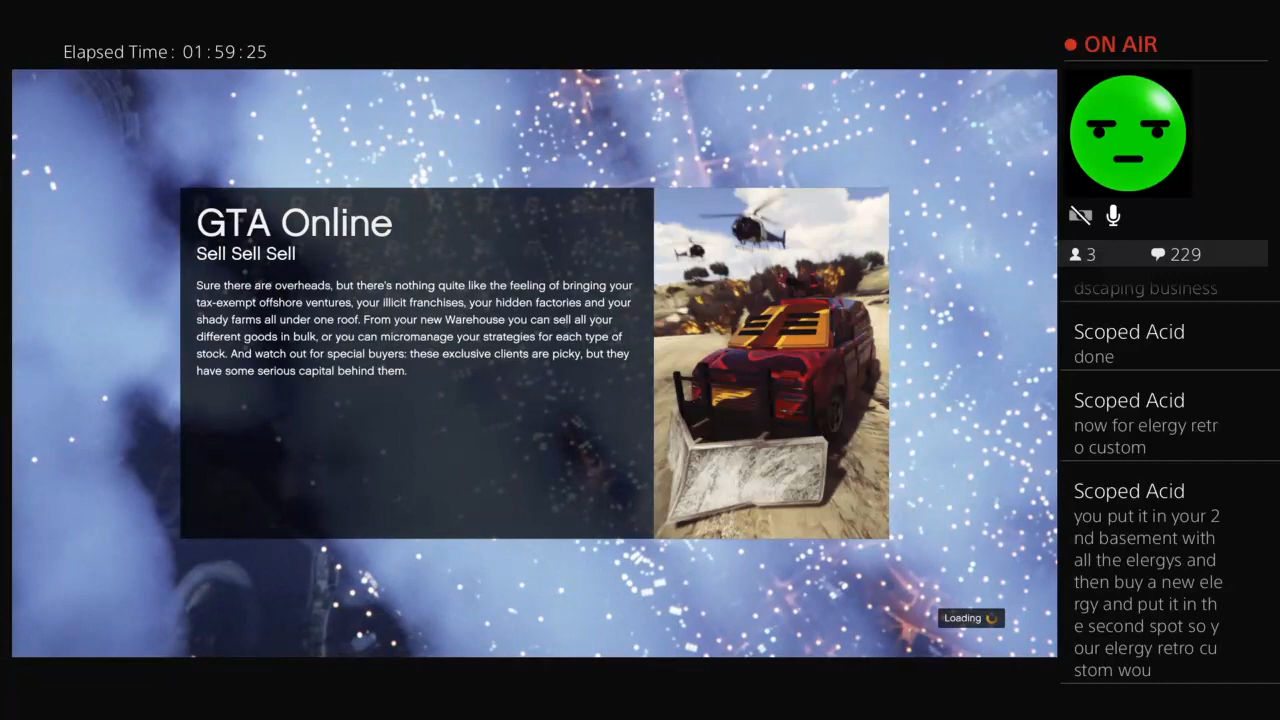 Elapsed Time: 01:59:25
ON AIR
GTA Online
Sell Sell Sell
Sure there are overheads, but there's nothing quite like the feeling of bringing your
tax-exempt offshore ventures, your illicit franchises, your hidden factories and your
shady farms all under one roof. From your new Warehouse you can sell all your
different goods in bulk, or you can micromanage your strategies for each type of
stock. And watch out for special buyers: these exclusive clients are picky, but they
have some serious capital behind them.
Loading
3
229
dscaping business
Scoped Acid
done
Scoped Acid
now for elergy retr
o custom
Scoped Acid
you put it in your 2
nd basement with
all the elergys and
then buy a new ele
rgy and put it in th
e second spot so y
our elergy retro cu
stom wou